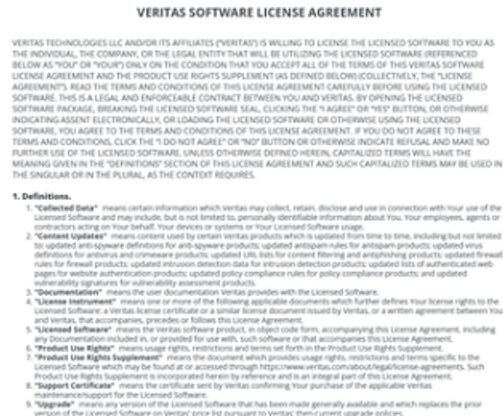 VERITAS SOFTWARE LICENSE AGREEMENT
VERITAS TECHNOLOGIES LLC AND/OR ITS AFFILIATES ("VERITAS") IS WILLING TO LICENSE THE LICENSED SOFTWARE TO YOU AS
THE INDIVIDUAL, THE COMPANY, OR THE LEGAL ENTITY THAT WILL BE UTILIZING THE LICENSED SOFTWARE (REFERENCED
BELOW AS "YOU" OR "YOUR") ONLY ON THE CONDITION THAT YOU ACCEPT ALL OF THE TERMS OF THIS VERITAS SOFTWARE
LICENSE AGREEMENT AND THE PRODUCT USE RIGHTS SUPPLEMENT (AS DEFINED BELOW) (COLLECTIVELY, THE "LICENSE
AGREEMENT"). READ THE TERMS AND CONDITIONS OF THIS LICENSE AGREEMENT CAREFULLY BEFORE USING THE LICENSED
SOFTWARE. THIS IS A LEGAL AND ENFORCEABLE CONTRACT BETWEEN YOU AND VERITAS. BY OPENING THE LICENSED
SOFTWARE PACKAGE, BREAKING THE LICENSED SOFTWARE SEAL, CLICKING THE "I AGREE" OR "YES" BUTTON, OR OTHERWISE
INDICATING ASSENT ELECTRONICALLY, OR LOADING THE LICENSED SOFTWARE OR OTHERWISE USING THE LICENSED
SOFTWARE, YOU AGREE TO THE TERMS AND CONDITIONS OF THIS LICENSE AGREEMENT. IF YOU DO NOT AGREE TO THESE
TERMS AND CONDITIONS, CLICK THE "I DO NOT AGREE" OR "NO" BUTTON OR OTHERWISE INDICATE REFUSAL AND MAKE NO
FURTHER USE OF THE LICENSED SOFTWARE. UNLESS OTHERWISE DEFINED HEREIN, CAPITALIZED TERMS WILL HAVE THE
MEANING GIVEN IN THE "DEFINITIONS" SECTION OF THIS LICENSE AGREEMENT AND SUCH CAPITALIZED TERMS MAY BE USED IN
THE SINGULAR OR IN THE PLURAL, AS THE CONTEXT REQUIRES.
1. Definitions.
1. "Collected Data" means certain information which Veritas may collect, retain, disclose and use in connection with Your use of the
Licensed Software and may include, but is not limited to, personally identifiable information about You, Your employees, agents or
contractors acting on Your behalf, Your devices or systems or Your Licensed Software usage.
2. "Content Updates" means content used by certain Veritas products which is updated from time to time, including but not limited
to: updated anti-spyware definitions for anti-spyware products; updated antispam rules for antispam products; updated virus
definitions for antivirus and crimeware products; updated URL lists for content filtering and antiphishing products; updated firewall
rules for firewall products; updated intrusion detection data for intrusion detection products; updated lists of authenticated web
pages for website authentication products; updated policy compliance rules for policy compliance products; and updated
vulnerability signatures for vulnerability assessment products.
3. "Documentation" means the user documentation Veritas provides with the Licensed Software.
4. "License Instrument" means one or more of the following applicable documents which further defines Your license rights to the
Licensed Software: a Veritas license certificate or a similar license document issued by Veritas, or a written agreement between You
and Veritas, that accompanies, precedes or follows this License Agreement.
5. "Licensed Software" means the Veritas software product, in object code form, accompanying this License Agreement, including
any Documentation included in, or provided for use with, such software or that accompanies this License Agreement.
6. "Product Use Rights" means usage rights, restrictions and terms set forth in the Product Use Rights Supplement.
7. "Product Use Rights Supplement" means the document which provides usage rights, restrictions and terms specific to the
Licensed Software which may be found at or accessed through https://www.veritas.com/about/legal/license-agreements. Such
Product Use Rights Supplement is incorporated herein by reference and is an integral part of this License Agreement.
8. "Support Certificate" means the certificate sent by Veritas confirming Your purchase of the applicable Veritas
maintenance/support for the Licensed Software.
9. "Upgrade" means any version of the Licensed Software that has been generally available and which replaces the prior
version of the Licensed Software on Veritas' price list pursuant to Veritas' then-current upgrade policies.